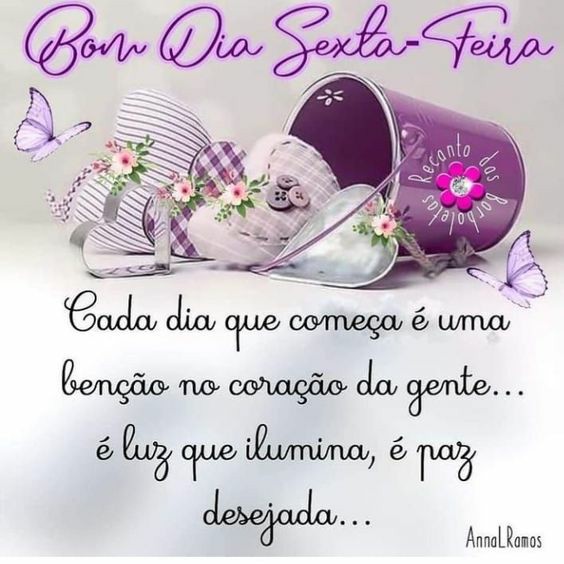 Bom Dia Sexta-Feira
Recanto das Borboletas
Cada dia que começa é uma
benção no coração da gente...
é luz que ilumina, é paz
desejada...
AnnaLRamos